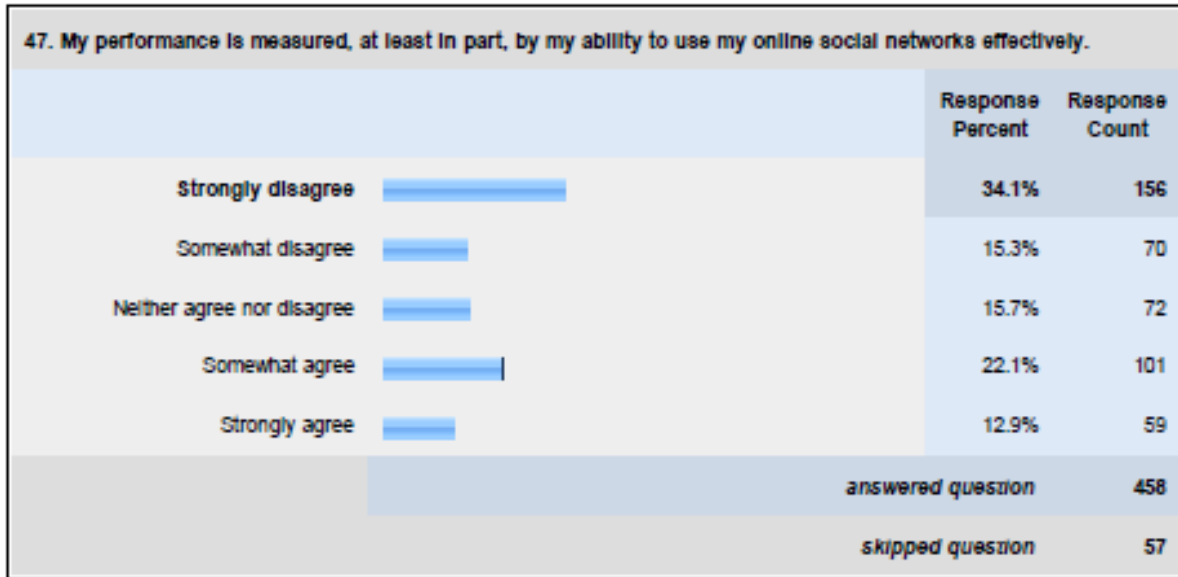 47. My performance is measured, at least in part, by my ability to use my online social networks effectively.
Response Percent Response Count
Strongly disagree 34.1% 156
Somewhat disagree 15.3% 70
Neither agree nor disagree 15.7% 72
Somewhat agree 22.1% 101
Strongly agree 12.9% 59
answered question 458
skipped question 57